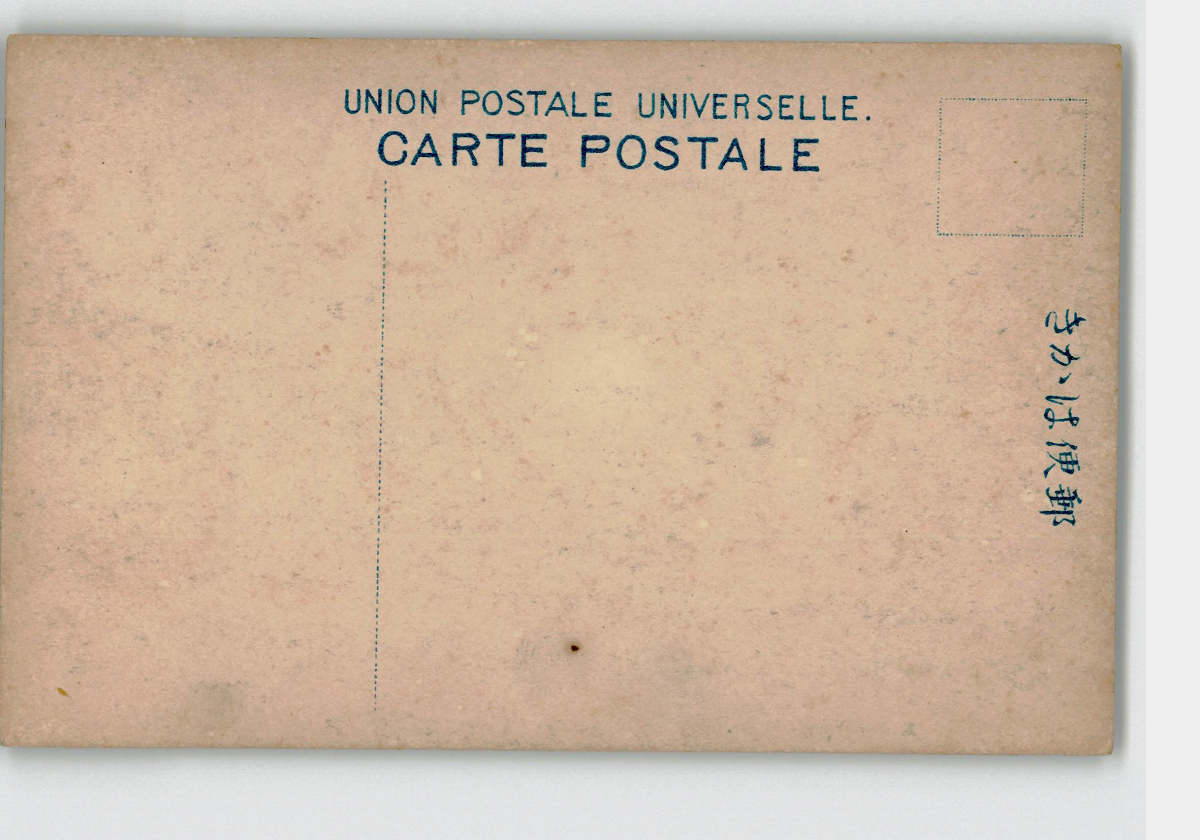 UNION POSTALE UNIVERSELLE.
CARTE POSTALE
郵便はかき